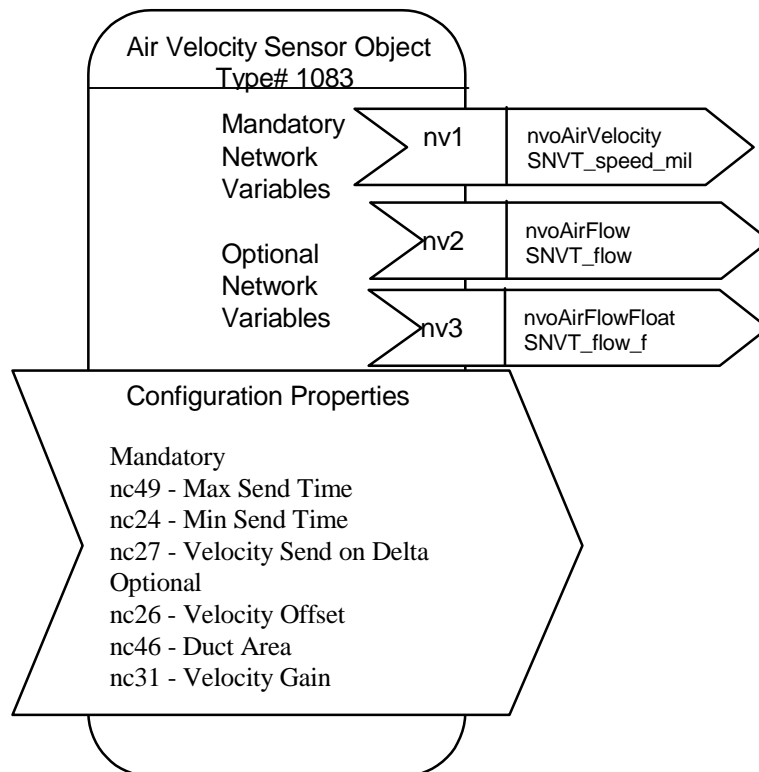 Air Velocity Sensor Object
Type# 1083
Mandatory
Network
Variables
nv1
nvoAirVelocity
SNVT_speed_mil
Optional
Network
Variables
nv2
nvoAirFlow
SNVT_flow
nv3
nvoAirFlowFloat
SNVT_flow_f
Configuration Properties
Mandatory
nc49 - Max Send Time
nc24 - Min Send Time
nc27 - Velocity Send on Delta
Optional
nc26 - Velocity Offset
nc46 - Duct Area
nc31 - Velocity Gain